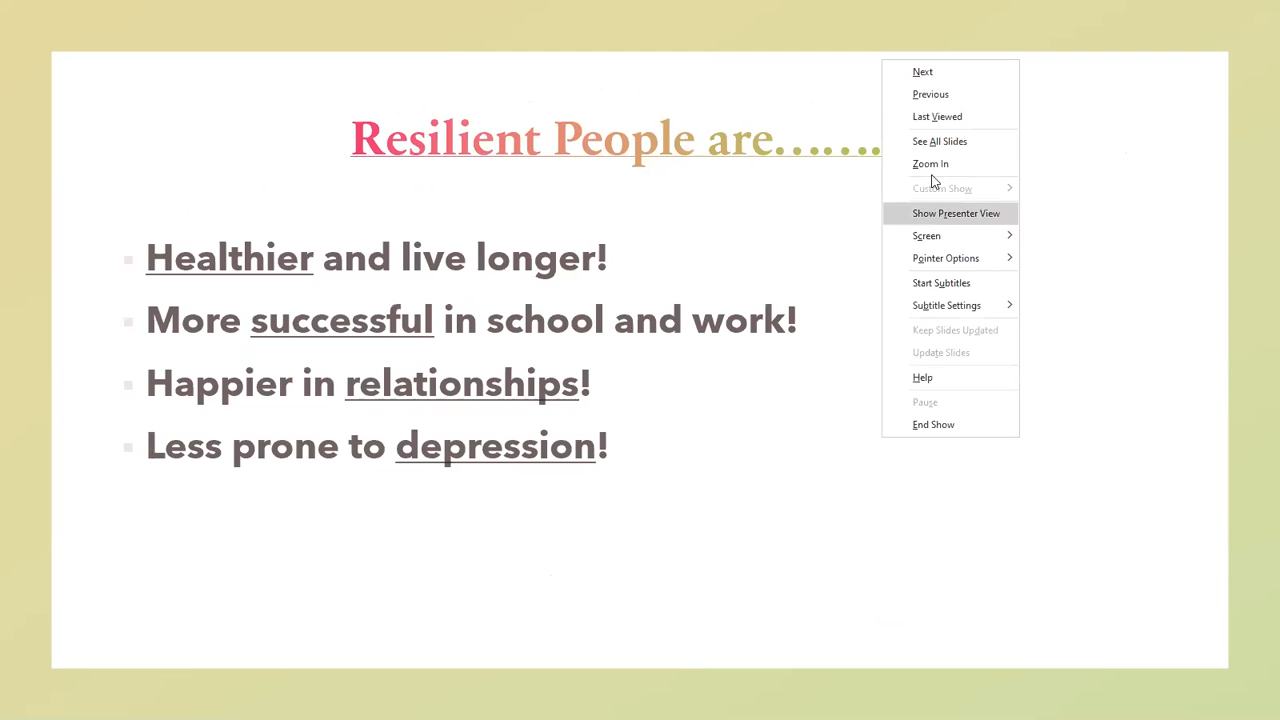 Resilient People are…….
Healthier and live longer!
More successful in school and work!
Happier in relationships!
Less prone to depression!
Next
Previous
Last Viewed
See All Slides
Zoom In
Custom Show
Show Presenter View
Screen
Pointer Options
Start Subtitles
Subtitle Settings
Keep Slides Updated
Update Slides
Help
Pause
End Show